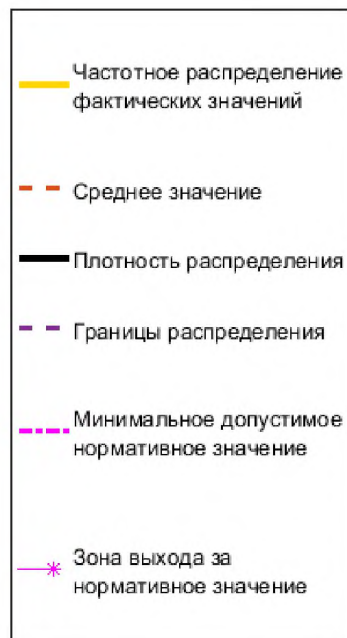 Частотное распределение
фактических значений
Среднее значение
Плотность распределения
Границы распределения
Минимальное допустимое
нормативное значение
Зона выхода за
нормативное значение